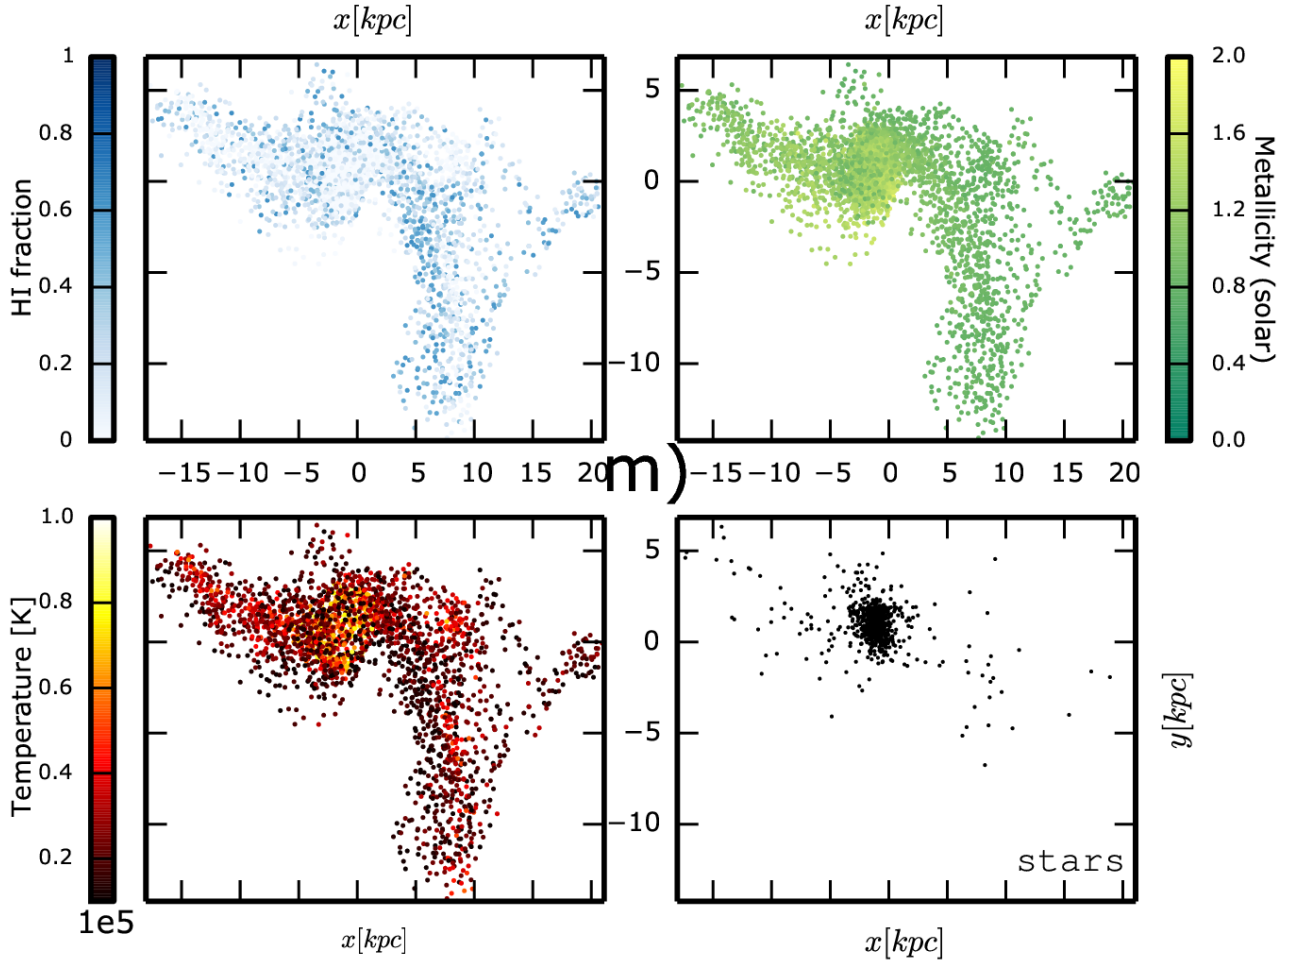 x[kpc] x[kpc]
1 0.8 0.6 0.4 0.2 0
HI fraction
5 0 −5 −10
2.0 1.6 1.2 0.8 0.4 0.0
Metallicity (solar)
−15 −10 −5 0 5 10 15 20
m)
−15 −10 −5 0 5 10 15 20
1.0 0.8 0.6 0.4 0.2
1e5
Temperature [K]
5 0 −5 −10
y[kpc]
stars
x[kpc] x[kpc]